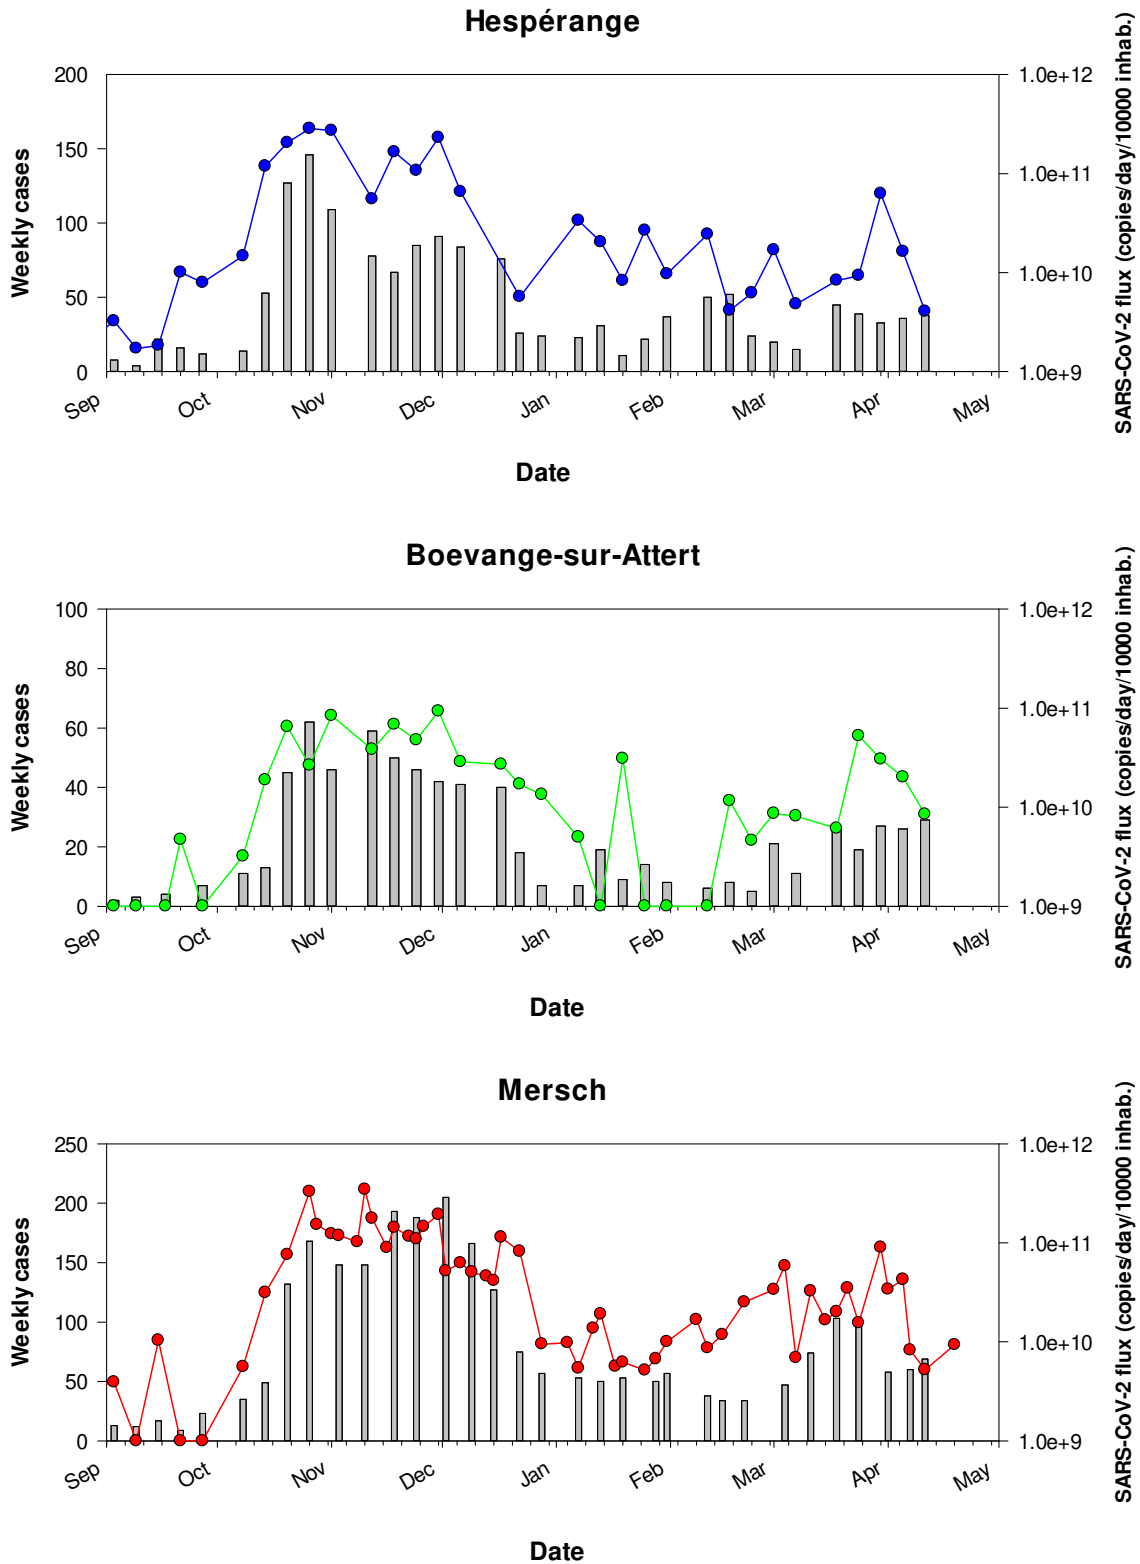 Hespérange
Weekly cases
SARS-CoV-2 flux (copies/day/10000 inhab.)
200
150
100
50
0
1.0e+12
1.0e+11
1.0e+10
1.0e+9
Sep Oct Nov Dec Jan Feb Mar Apr May
Date
Boevange-sur-Attert
Weekly cases
SARS-CoV-2 flux (copies/day/10000 inhab.)
100
80
60
40
20
0
1.0e+12
1.0e+11
1.0e+10
1.0e+9
Sep Oct Nov Dec Jan Feb Mar Apr May
Date
Mersch
Weekly cases
SARS-CoV-2 flux (copies/day/10000 inhab.)
250
200
150
100
50
0
1.0e+12
1.0e+11
1.0e+10
1.0e+9
Sep Oct Nov Dec Jan Feb Mar Apr May
Date